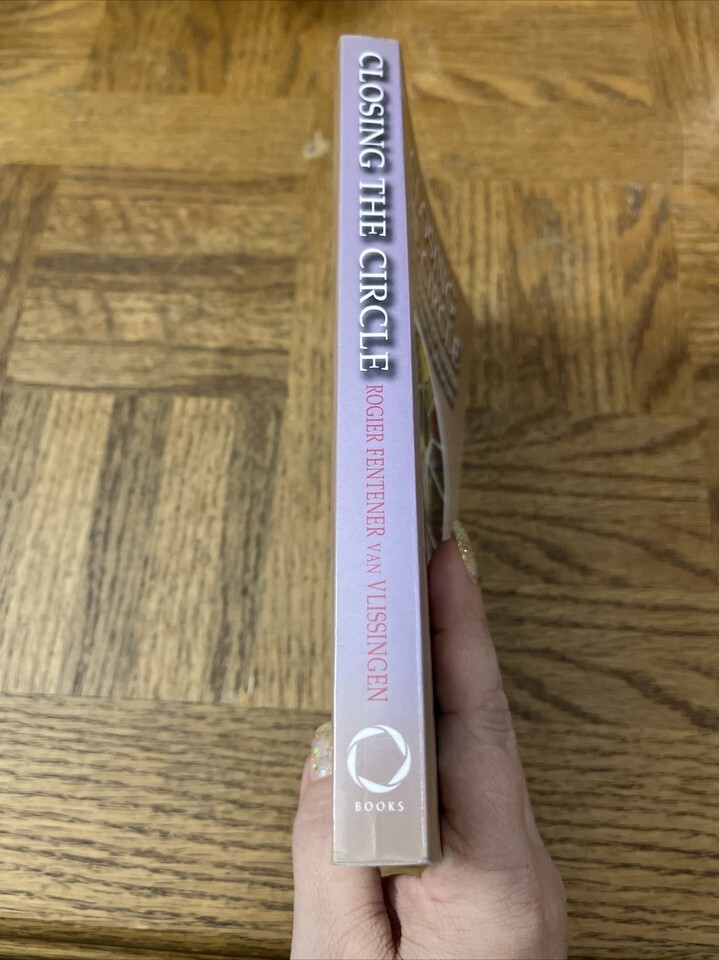 CLOSING THE CIRCLE
ROGIER FENTENER VAN VLISSINGEN
BOOKS